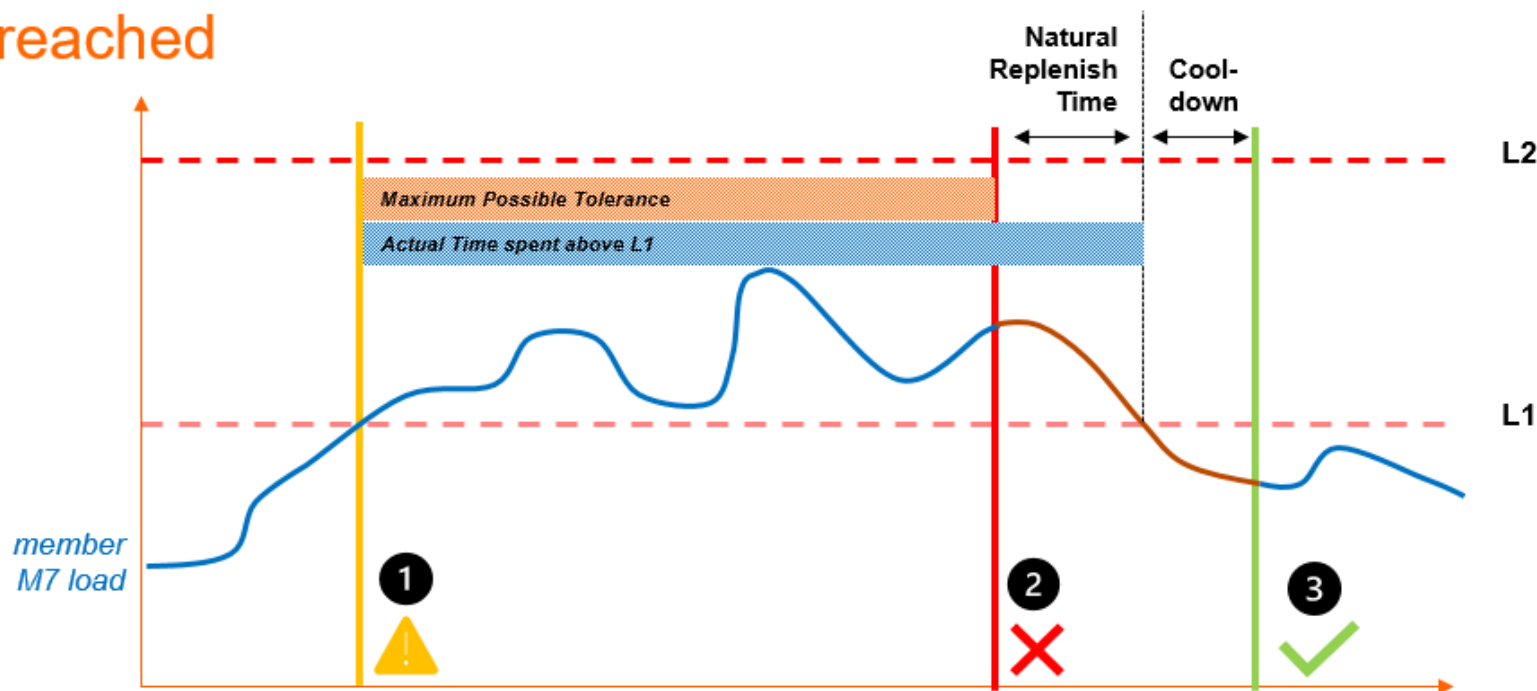 reached
Natural
Replenish
Time
Cool-
down
L2
Maximum Possible Tolerance
Actual Time spent above L1
L1
member
M7 load
1
2
3